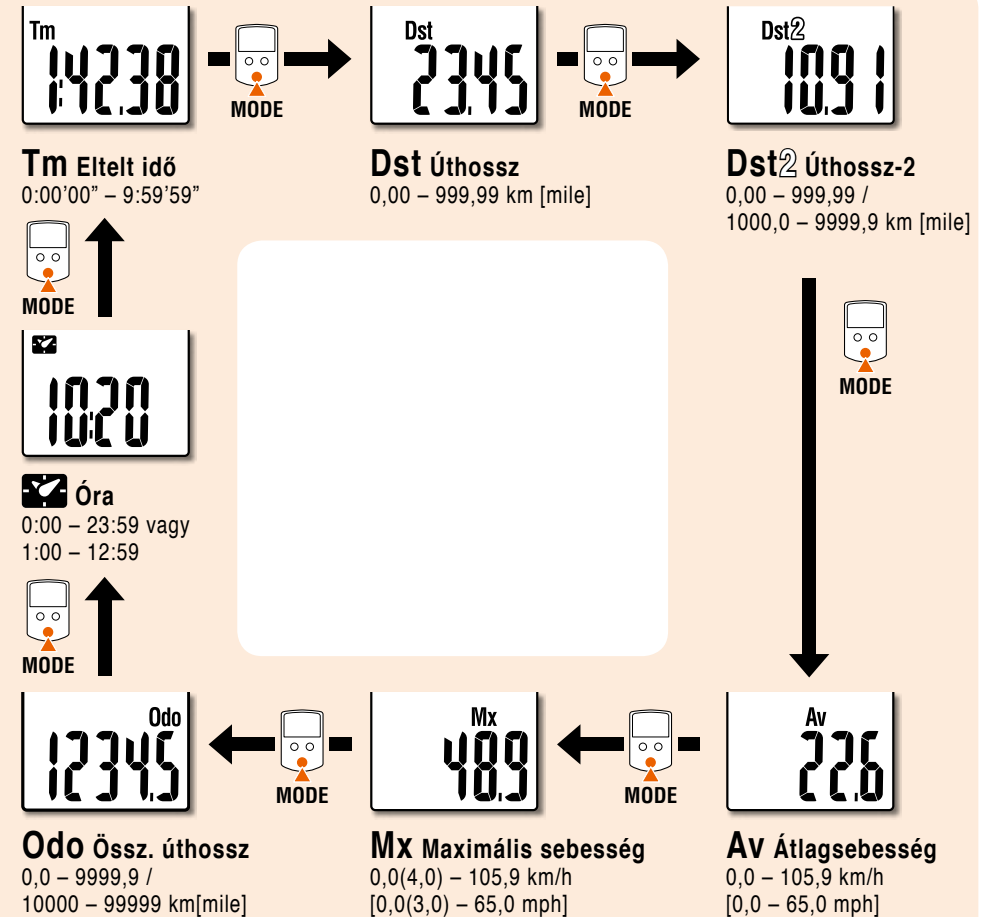 Tm
1:42.38
MODE
Dst
23.45
MODE
Dst2
10.91
Tm Eltelt idő
0:00'00” – 9:59'59”
Dst Úthossz
0,00 – 999,99 km [mile]
Dst2 Úthossz-2
0,00 – 999,99 /
1000,0 – 9999,9 km [mile]
MODE
MODE
10:20
Óra
0:00 – 23:59 vagy
1:00 – 12:59
MODE
Odo
1234.5
MODE
Mx
48.9
MODE
Av
22.6
Odo Össz. úthossz
0,0 – 9999,9 /
10000 – 99999 km[mile]
Mx Maximális sebesség
0,0(4,0) – 105,9 km/h
[0,0(3,0) – 65,0 mph]
Av Átlagsebesség
0,0 – 105,9 km/h
[0,0 – 65,0 mph]